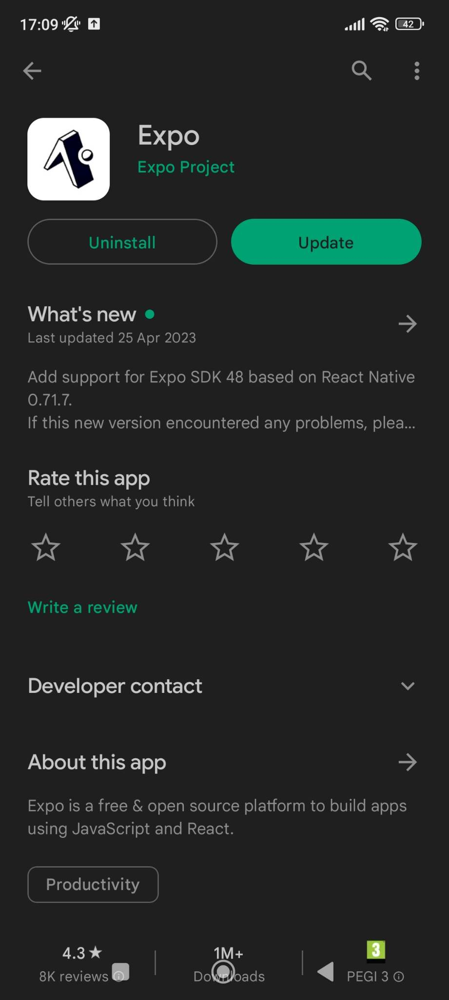 17:09
42
Expo
Expo Project
Uninstall
Update
What's new
Last updated 25 Apr 2023
Add support for Expo SDK 48 based on React Native
0.71.7.
If this new version encountered any problems, plea...
Rate this app
Tell others what you think
Write a review
Developer contact
About this app
Expo is a free & open source platform to build apps
using JavaScript and React.
Productivity
4.3★
8K reviews
1M+
Downloads
3
PEGI 3